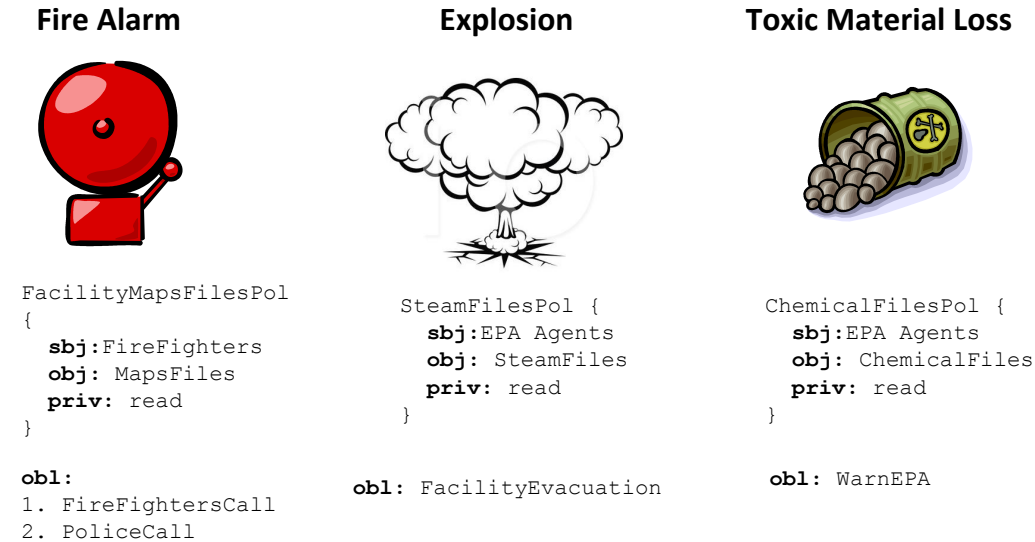 Fire Alarm
Explosion
Toxic Material Loss
FacilityMapsFilesPol
{
sbj:FireFighters
obj: MapsFiles
priv: read
}
obl:
1. FireFightersCall
2. PoliceCall
SteamFilesPol {
sbj:EPA Agents
obj: SteamFiles
priv: read
}
obl: FacilityEvacuation
ChemicalFilesPol {
sbj:EPA Agents
obj: ChemicalFiles
priv: read
}
obl: WarnEPA